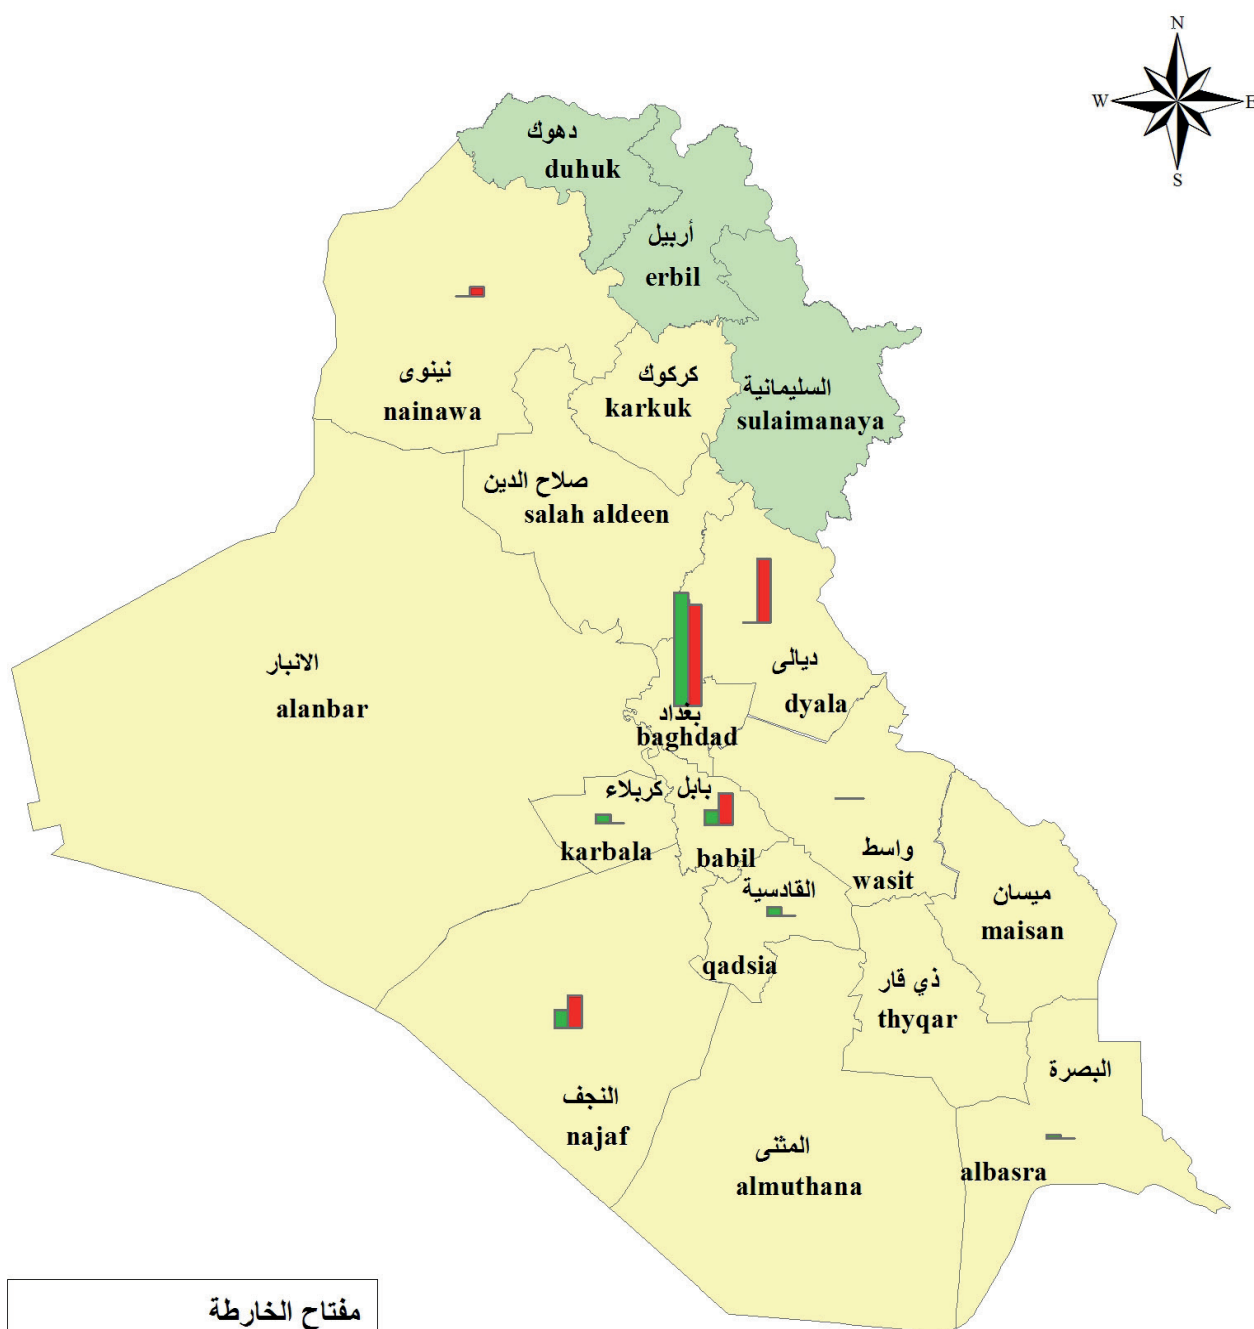 N
W
E
S
دهوك
duhuk
أربيل
erbil
نينوى
nainawa
كركوك
karkuk
السليمانية
sulaimanaya
صلاح الدين
salah aldeen
الانبار
alanbar
ديالى
dyala
بغداد
baghdad
كربلاء
karbala
بابل
babil
واسط
wasit
القادسية
qadsia
ميسان
maisan
ذي قار
thyqar
النجف
najaf
المثنى
almuthana
البصرة
albasra
مفتاح الخارطة